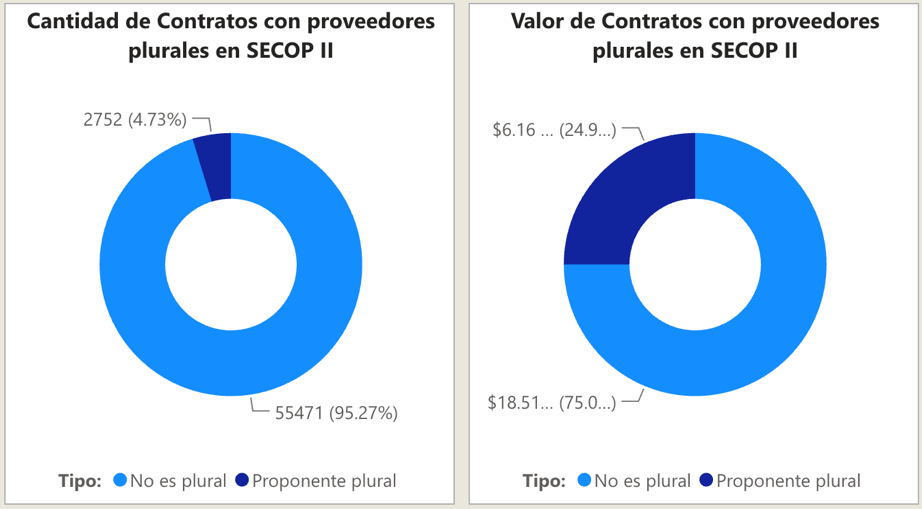 Cantidad de Contratos con proveedores
plurales en SECOP II
2752 (4.73%)
55471 (95.27%)
Tipo: No es plural Proponente plural
Valor de Contratos con proveedores
plurales en SECOP II
$6.16 ... (24.9...)
$18.51... (75.0...)
Tipo: No es plural Proponente plural